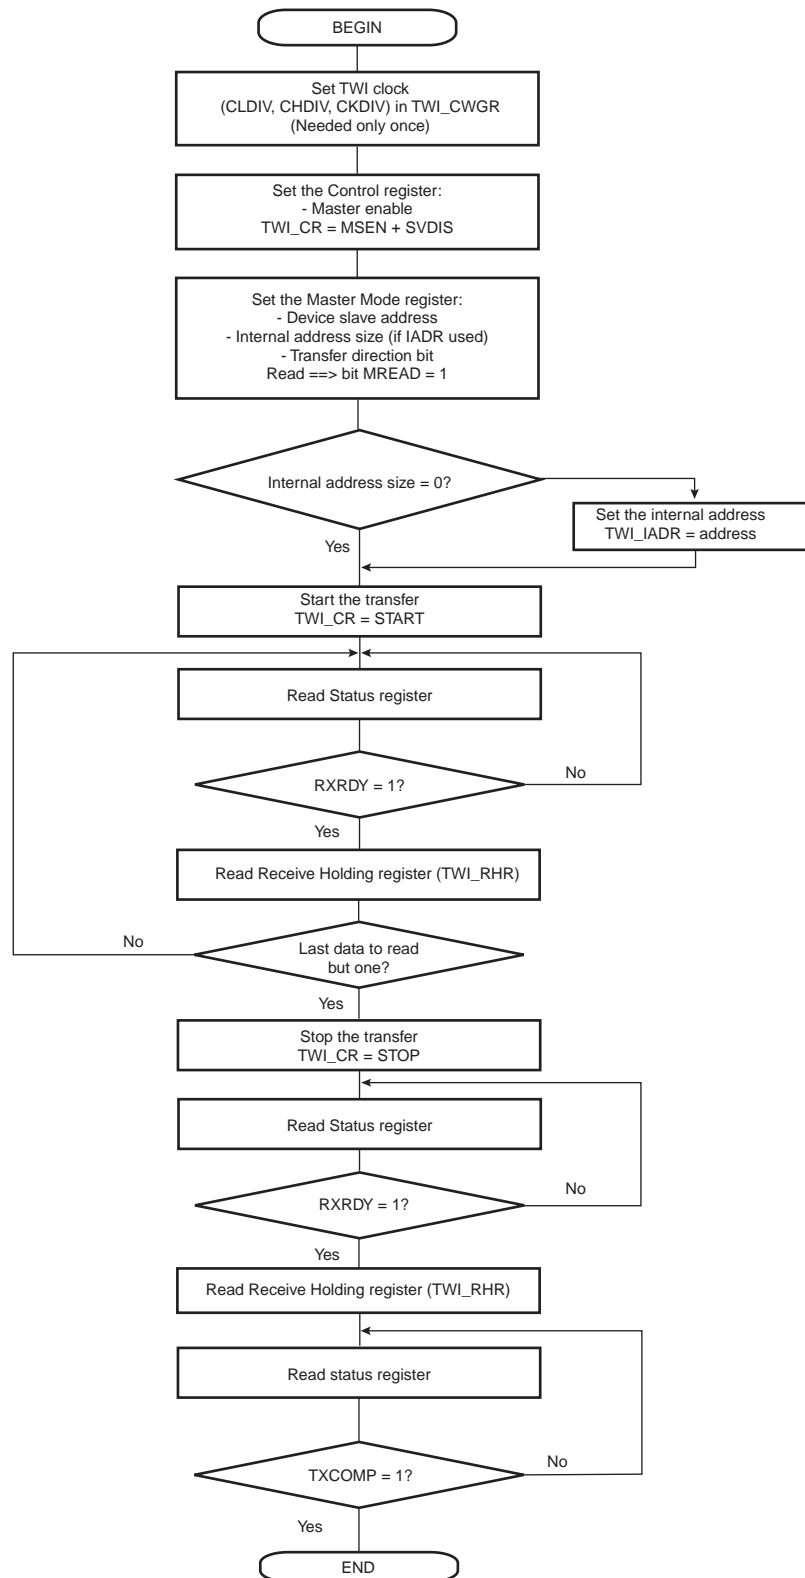 BEGIN
Set TWI clock
(CLDIV, CHDIV, CKDIV) in TWI_CWGR
(Needed only once)
Set the Control register:
- Master enable
TWI_CR = MSEN + SVDIS
Set the Master Mode register:
- Device slave address
- Internal address size (if IADR used)
- Transfer direction bit
Read ==> bit MREAD = 1
Internal address size = 0?
Set the internal address
TWI_IADR = address
Yes
Start the transfer
TWI_CR = START
Read Status register
RXRDY = 1?
No
Yes
Read Receive Holding register (TWI_RHR)
No
Last data to read
but one?
Yes
Stop the transfer
TWI_CR = STOP
Read Status register
RXRDY = 1?
No
Yes
Read Receive Holding register (TWI_RHR)
Read status register
TXCOMP = 1?
No
Yes
END